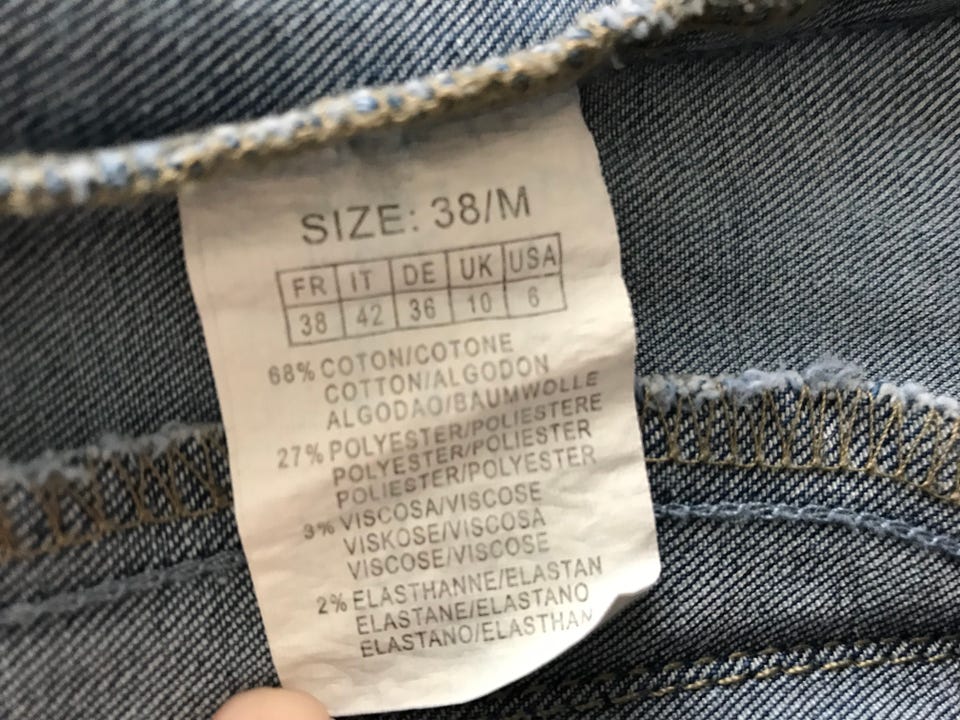 SIZE: 38/M
FR IT DE UK USA
38 42 36 10 6
68% COTON/COTONE
COTTON/ALGODON
ALGODAO/BAUMWOLLE
27% POLYESTER/POLIESTERE
POLYESTER/POLIESTER
POLIESTER/POLYESTER
3% VISCOSA/VISCOSE
VISKOSE/VISCOSA
VISCOSE/VISCOSE
2% ELASTHANNE/ELASTAN
ELASTANE/ELASTANO
ELASTANO/ELASTHAN